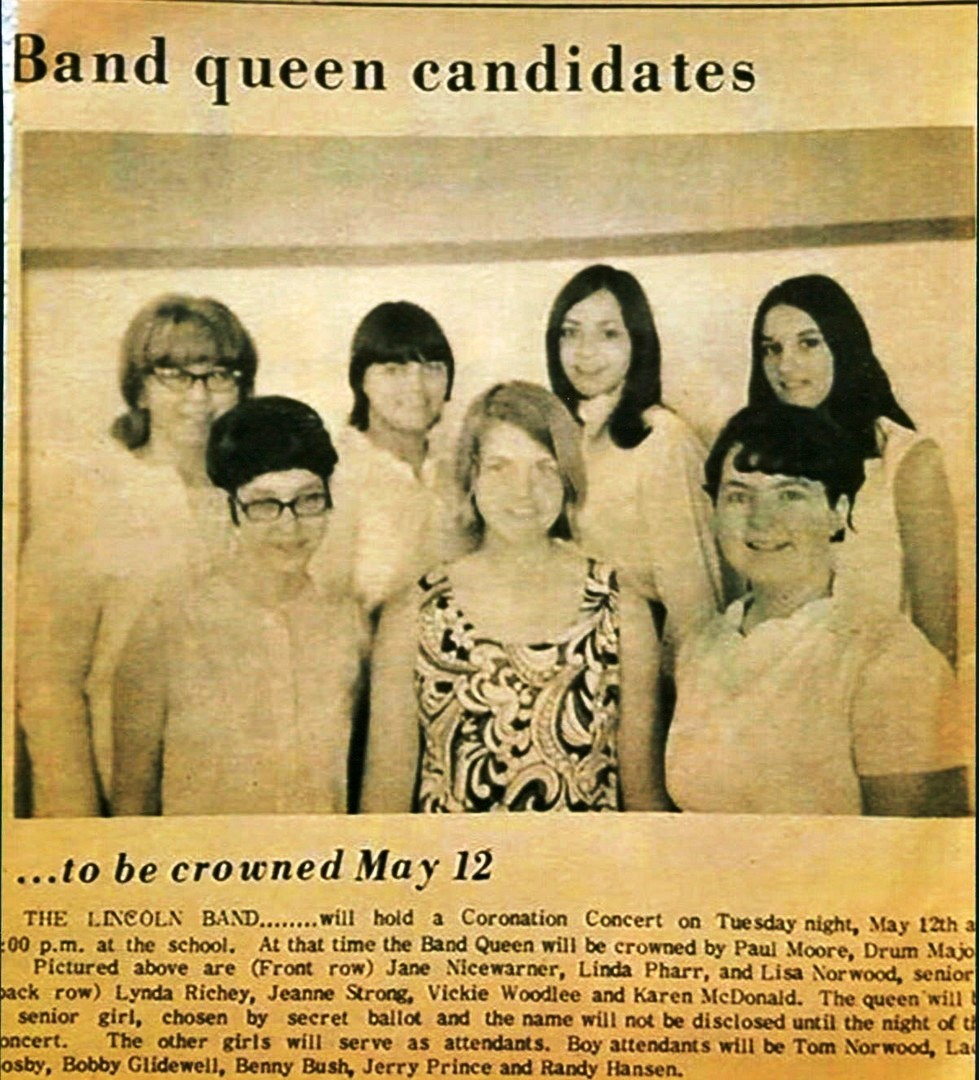 Band queen candidates
...to be crowned May 12
THE LINCOLN BAND........will hold a Coronation Concert on Tuesday night, May 12th
:00 p.m. at the school. At that time the Band Queen will be crowned by Paul Moore, Drum
Pictured above are (Front row) Jane Nicewarner, Linda Pharr, and Lisa Norwood, senior
row) Lynda Richey, Jeanne Strong, Vickie Woodlee and Karen McDonald. The queen will
senior girl, chosen by secret ballot and the name will not be disclosed until the night of
The other girls will serve as attendants. Boy attendants will be Tom Norwood,
Bobby Glidewell, Benny Bush, Jerry Prince and Randy Hansen.